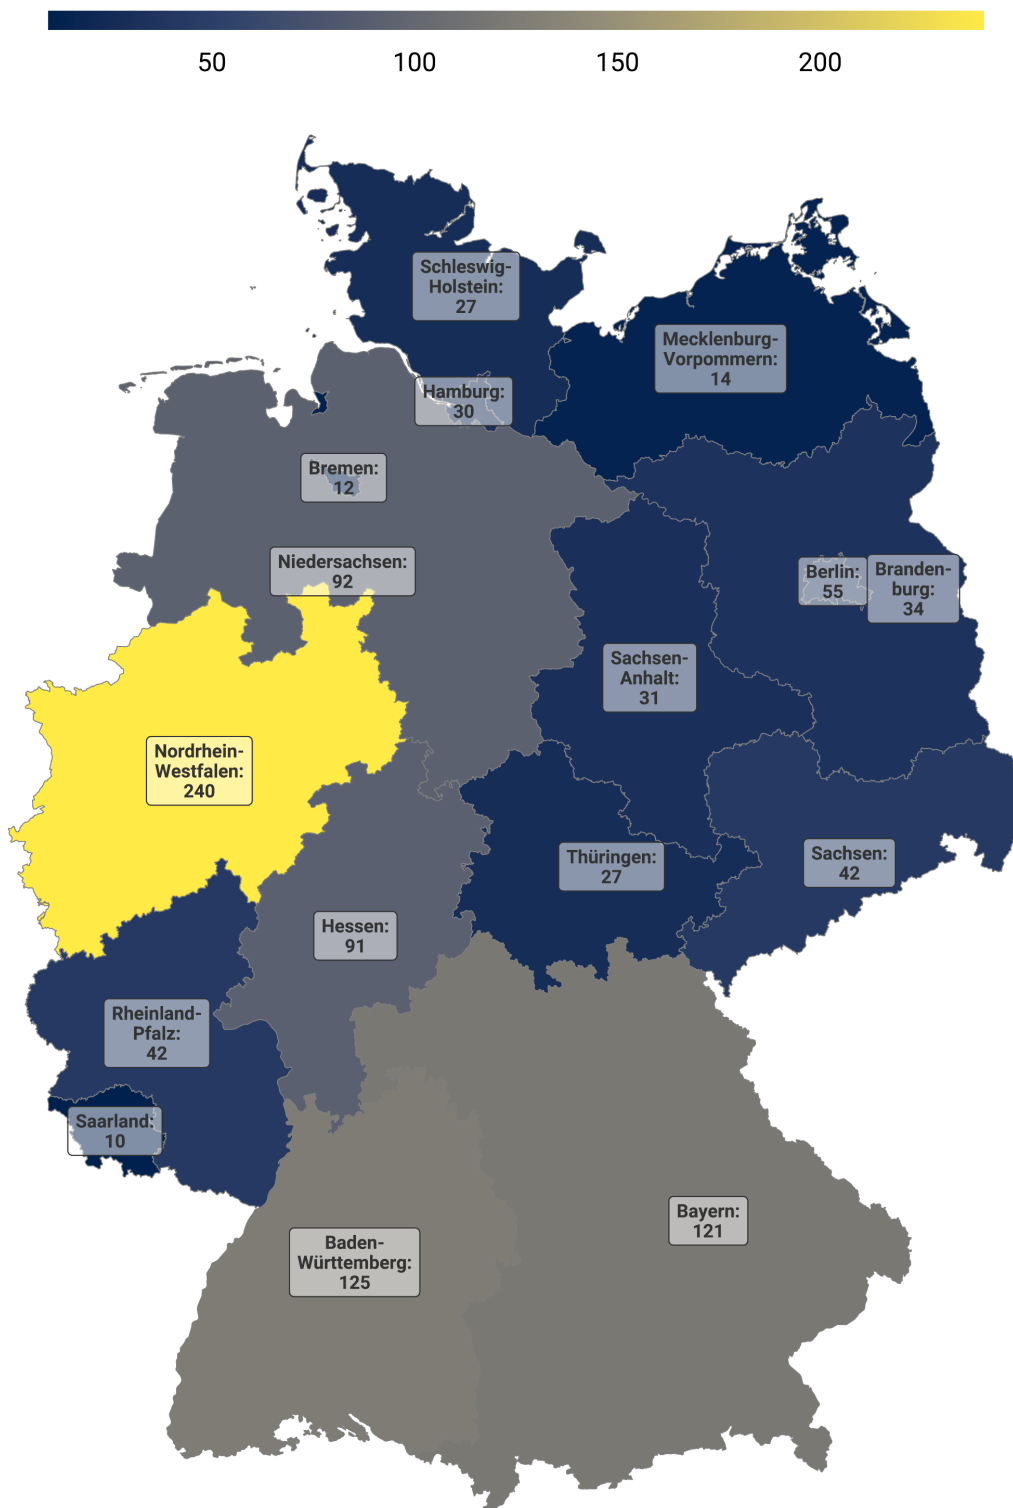 50 100 150 200
Schleswig-
Holstein:
27
Mecklenburg-
Vorpommern:
14
Hamburg:
30
Bremen:
12
Niedersachsen:
92
Berlin:
55
Branden-
burg:
34
Sachsen-
Anhalt:
31
Nordrhein-
Westfalen:
240
Thüringen:
27
Sachsen:
42
Hessen:
91
Rheinland-
Pfalz:
42
Saarland:
10
Bayern:
121
Baden-
Württemberg:
125